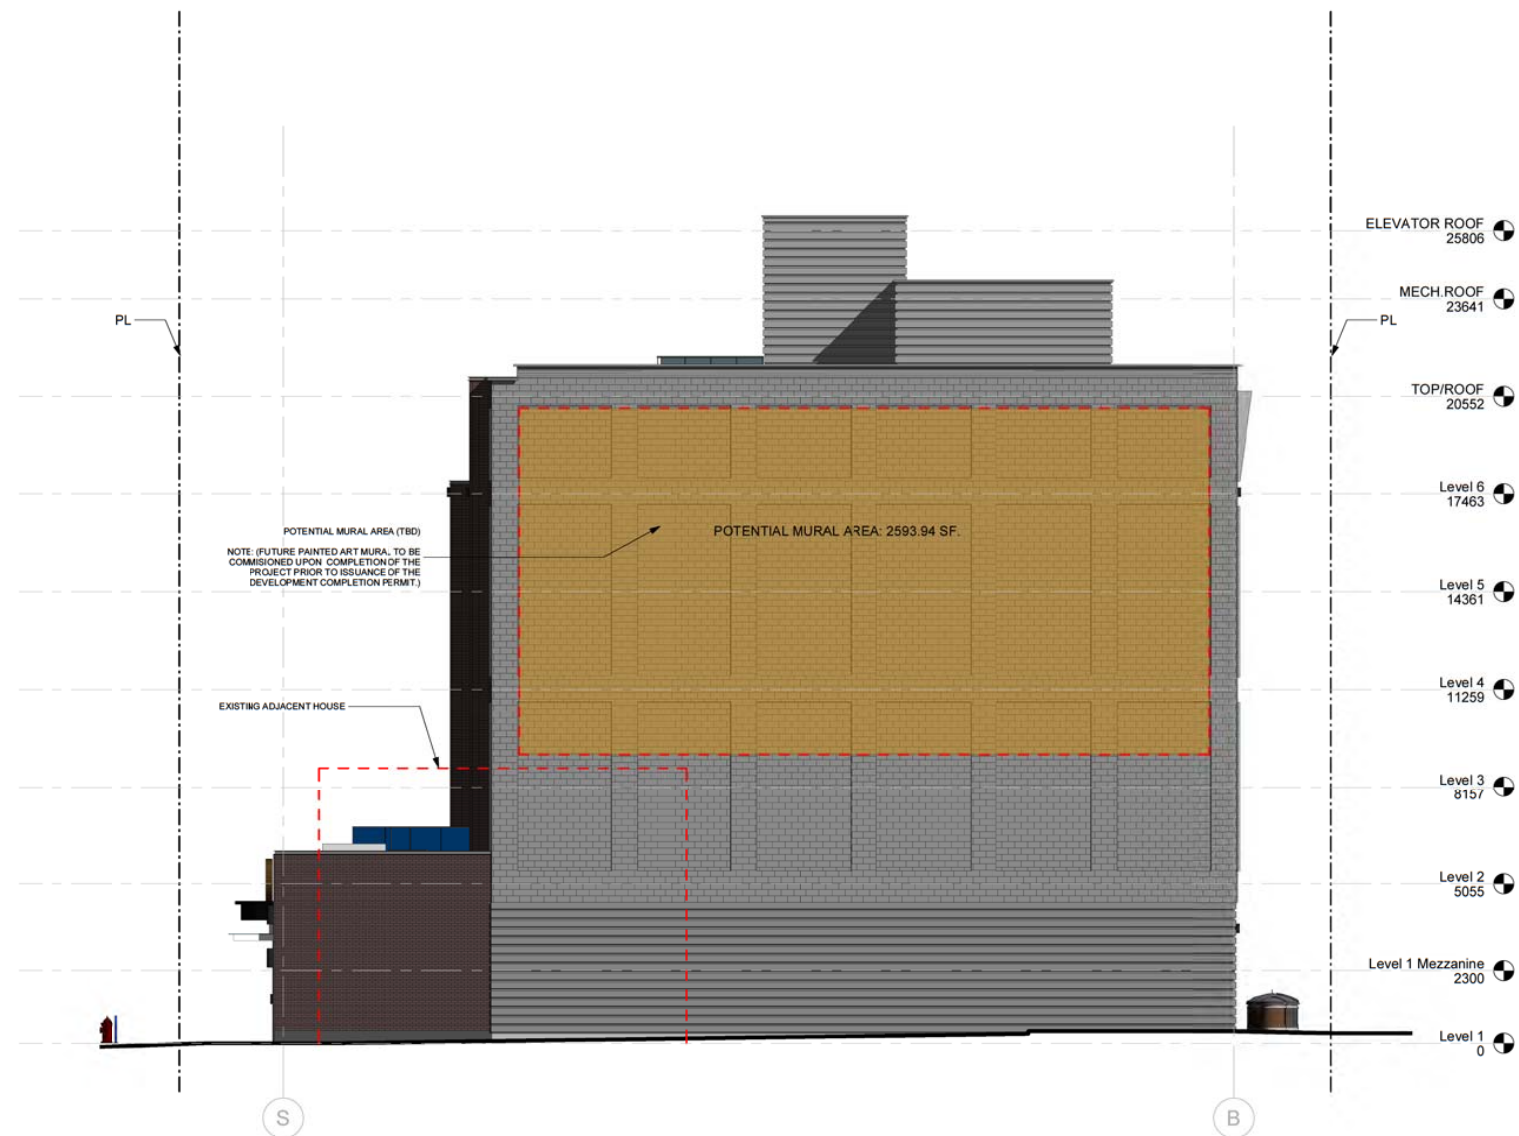 ELEVATOR ROOF
25806
MECH.ROOF
23641
PL
PL
TOP/ROOF
20552
Level 6
17463
POTENTIAL MURAL AREA (TBD)
NOTE: (FUTURE PAINTED ART MURAL TO BE
COMMISIONED UPON COMPLETION OF THE
PROJECT PRIOR TO ISSUANCE OF THE
DEVELOPMENT COMPLETION PERMIT.)
POTENTIAL MURAL AREA: 2593.94 SF.
Level 5
14361
Level 4
11259
EXISTING ADJACENT HOUSE
Level 3
8157
Level 2
5055
Level 1 Mezzanine
2300
Level 1
0
S
B